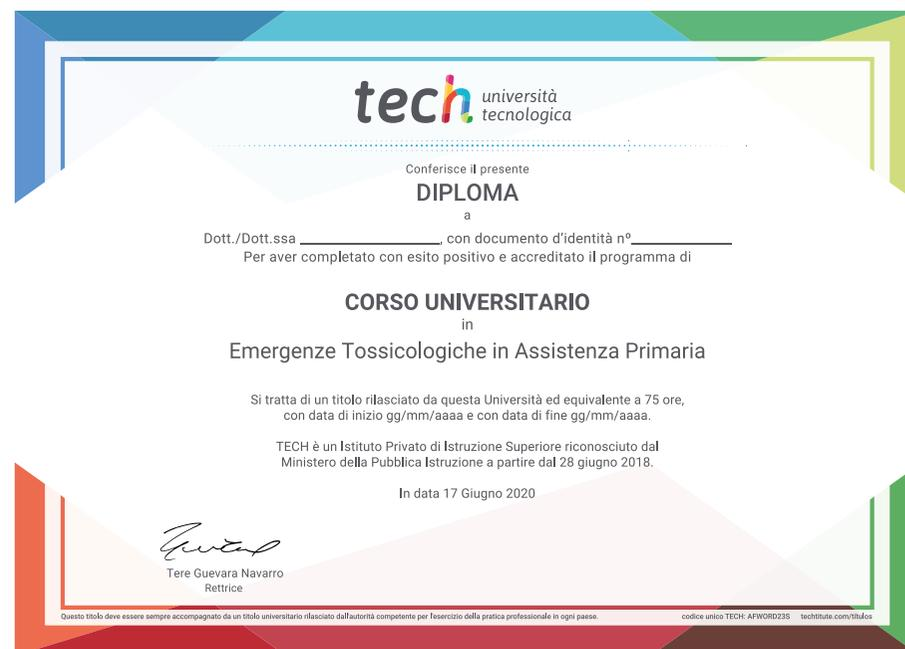 tech università
tecnologica
Conferisce il presente
DIPLOMA
a
Dott./Dott.ssa ________________, con documento d'identità nº____________
Per aver completato con esito positivo e accreditato il programma di
CORSO UNIVERSITARIO
in
Emergenze Tossicologiche in Assistenza Primaria
Si tratta di un titolo rilasciato da questa Università ed equivalente a 75 ore,
con data di inizio gg/mm/aaaa e con data di fine gg/mm/aaaa.
TECH è un Istituto Privato di Istruzione Superiore riconosciuto dal
Ministero della Pubblica Istruzione a partire dal 28 giugno 2018.
In data 17 Giugno 2020
Tere Guevara Navarro
Rettrice
Questo titolo deve essere sempre accompagnato da un titolo universitario rilasciato dall'autorità competente per l'esercizio della pratica professionale in ogni paese. codice unico TECH: AFWORD23S techtitute.com/titulos